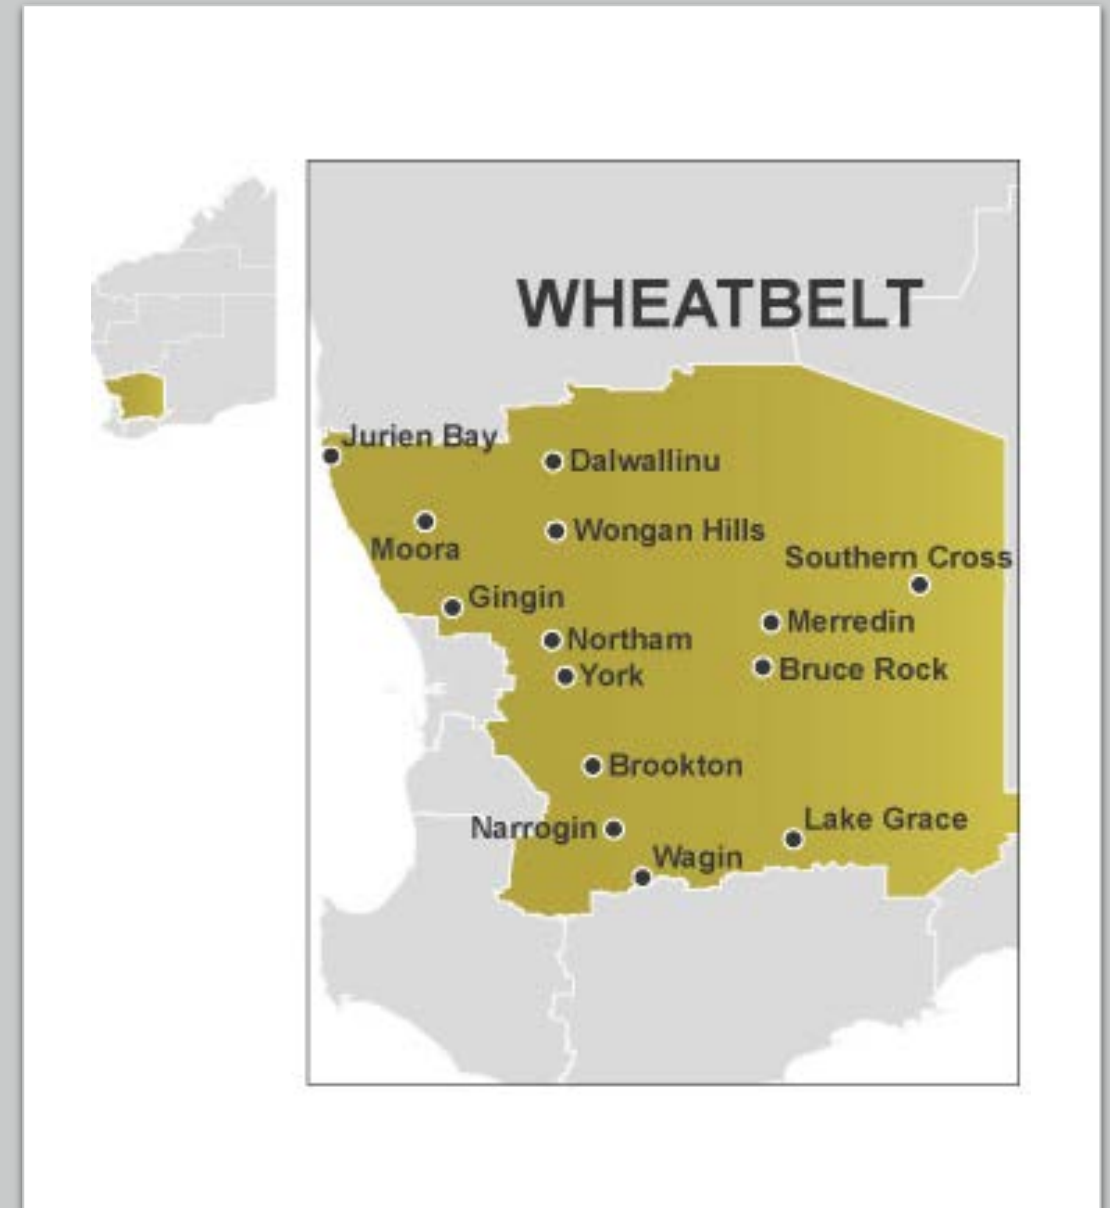 WHEATBELT
Jurien Bay
Dalwallinu
Wongan Hills
Moora
Southern Cross
Gingin
Merredin
Northam
Bruce Rock
York
Brookton
Lake Grace
Narrogin
Wagin